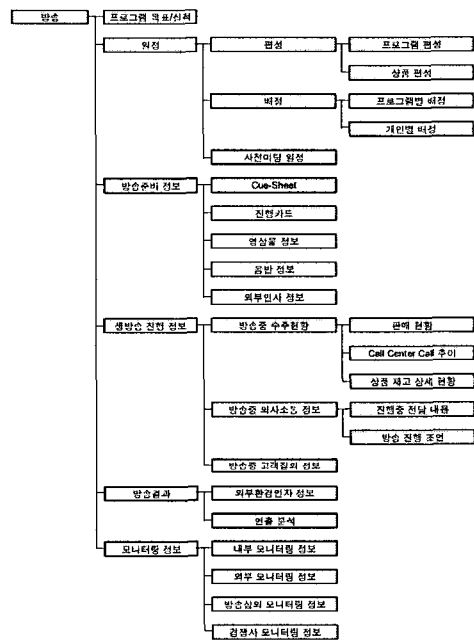 방송
프로그램 목표/실적
일정
편성
프로그램 편성
상품 편성
배정
프로그램별 배정
개인별 배정
사전미팅 일정
방송준비 정보
Cue-Sheet
진행카드
영상물 정보
음반 정보
외부인사 정보
생방송 진행 정보
방송중 수주현황
판매 현황
Call Center Call 추이
상품 재고 상세 현황
방송중 의사소통 정보
진행중 전달 내용
방송 진행 조언
방송중 고객질의 정보
방송결과
외부환경인자 정보
연출 분석
모니터링 정보
내부 모니터링 정보
외부 모니터링 정보
방송심의 모니터링 정보
경쟁사 모니터링 정보